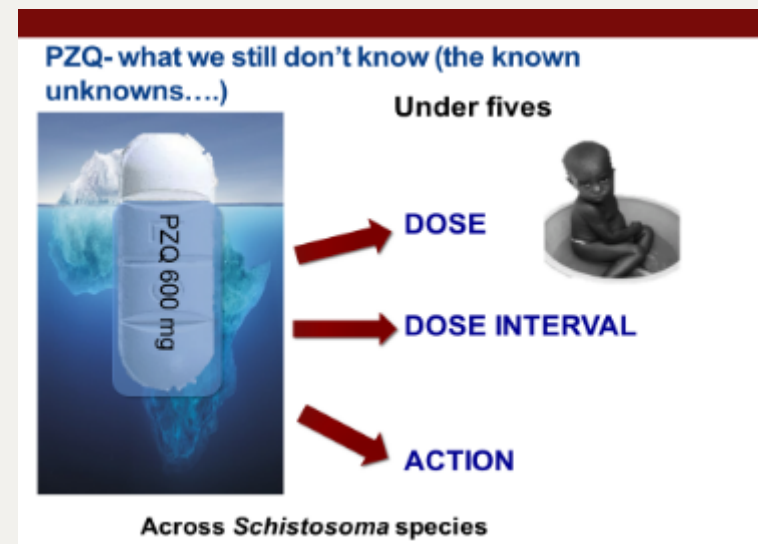 PZQ- what we still don't know (the known
unknowns....)
Under fives
PZQ 600 mg
DOSE
DOSE INTERVAL
ACTION
Across Schistosoma species